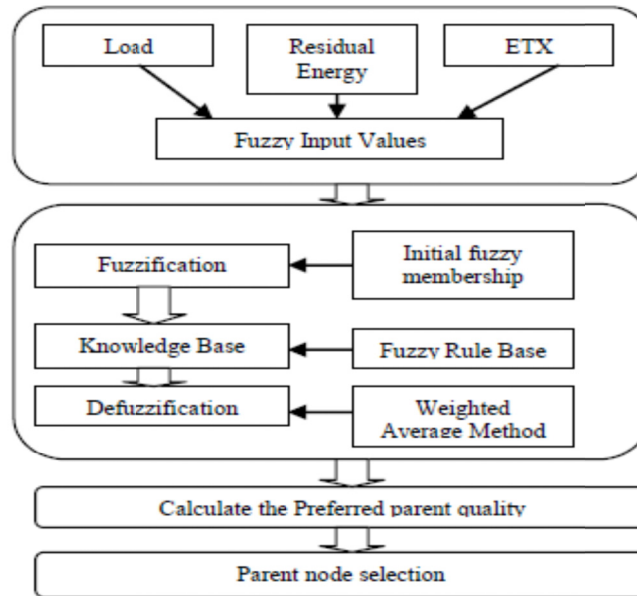 Load
Residual
Energy
ETX
Fuzzy Input Values
Fuzzification
Initial fuzzy
membership
Knowledge Base
Fuzzy Rule Base
Defuzzification
Weighted
Average Method
Calculate the Preferred parent quality
Parent node selection